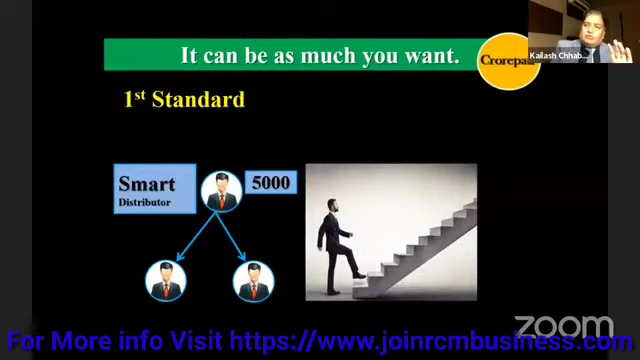 It can be as much you want.
Kailash Chhab...
1st Standard
Smart
Distributor
5000
zoom
For More info Visit https://www.joinrcmbusiness.com